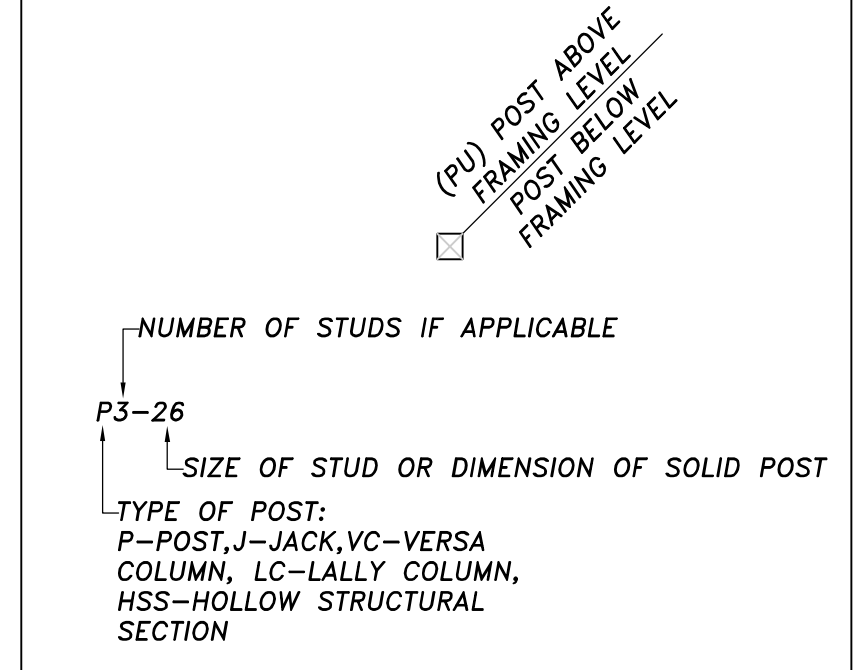 (PU) POST ABOVE
FRAMING LEVEL
POST BELOW
FRAMING LEVEL
NUMBER OF STUDS IF APPLICABLE
P3-26
SIZE OF STUD OR DIMENSION OF SOLID POST
TYPE OF POST:
P-POST,J-JACK,VC-VERSA
COLUMN, LC-LALLY COLUMN,
HSS-HOLLOW STRUCTURAL
SECTION